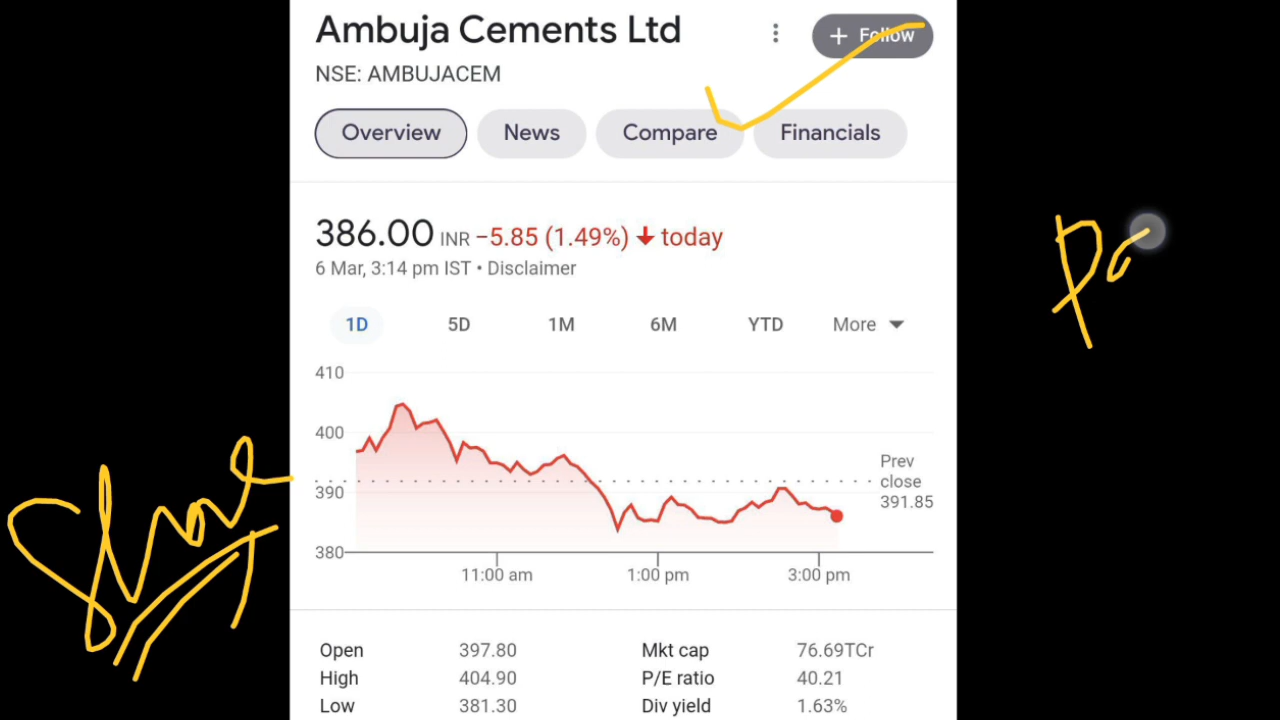 Ambuja Cements Ltd
+ Follow
NSE: AMBUJACEM
Overview News Compare Financials
386.00 INR −5.85 (1.49%) ↓ today
6 Mar, 3:14 pm IST • Disclaimer
1D 5D 1M 6M YTD More
410
400
390
380
Prev
close
391.85
11:00 am 1:00 pm 3:00 pm
Open 397.80 Mkt cap 76.69TCr
High 404.90 P/E ratio 40.21
Low 381.30 Div yield 1.63%